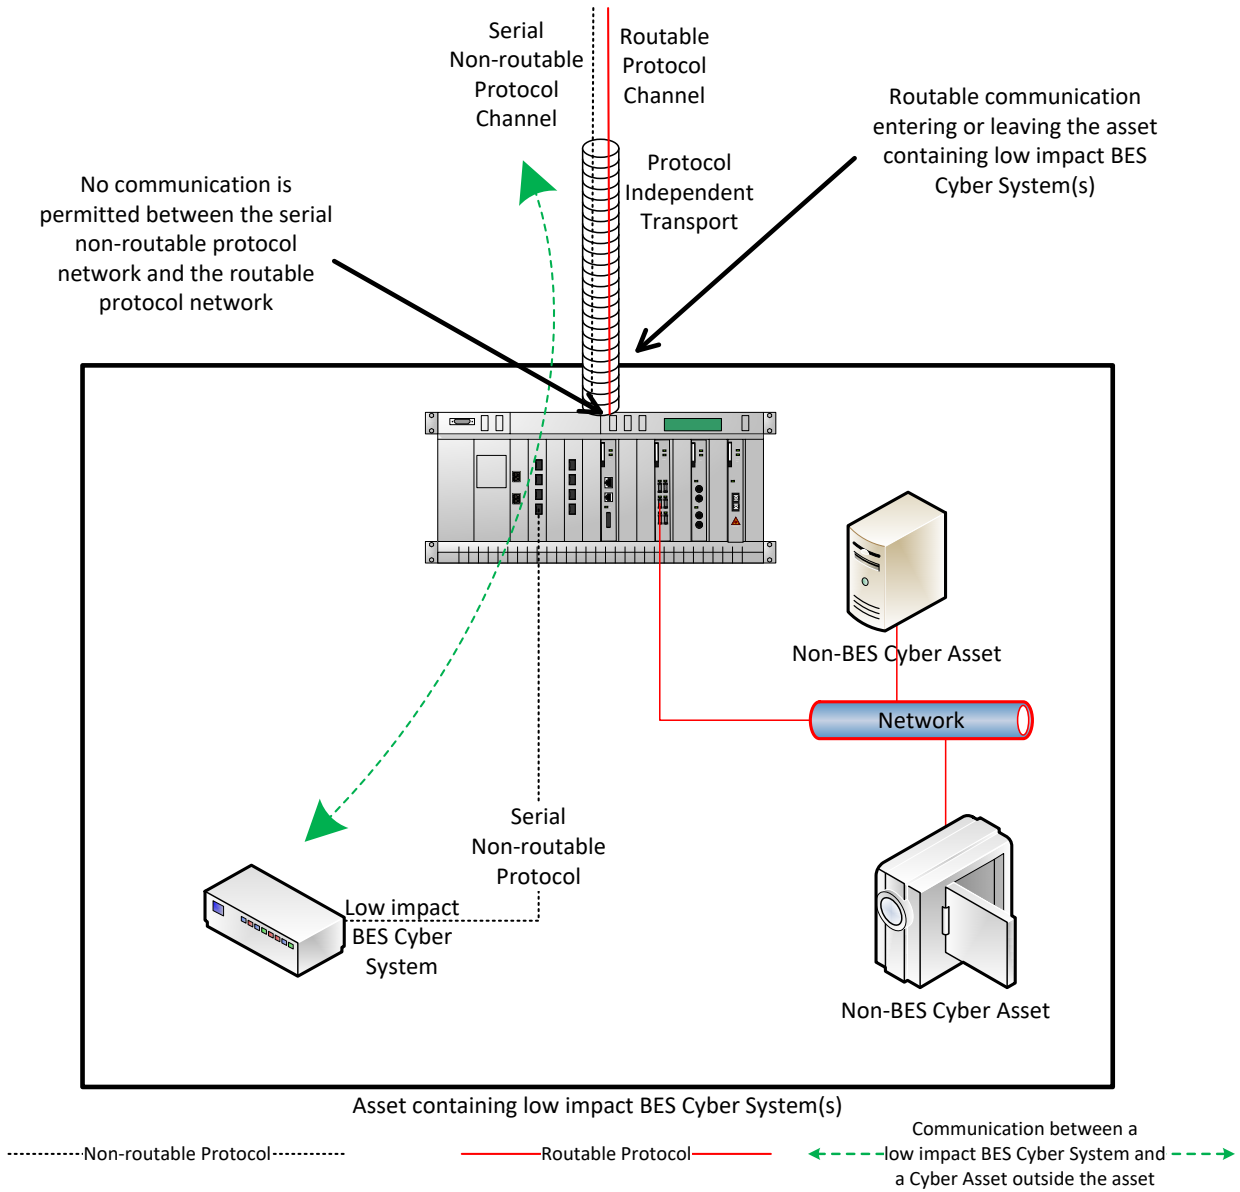 Serial
Non-routable
Protocol
Channel
Routable
Protocol
Channel
Routable communication
entering or leaving the asset
containing low impact BES
Cyber System(s)
Protocol
Independent
Transport
No communication is
permitted between the serial
non-routable protocol
network and the routable
protocol network
Non-BES Cyber Asset
Network
Serial
Non-routable
Protocol
Low impact
BES Cyber
System
Non-BES Cyber Asset
Asset containing low impact BES Cyber System(s)
Non-routable Protocol
Routable Protocol
Communication between a
low impact BES Cyber System and
a Cyber Asset outside the asset